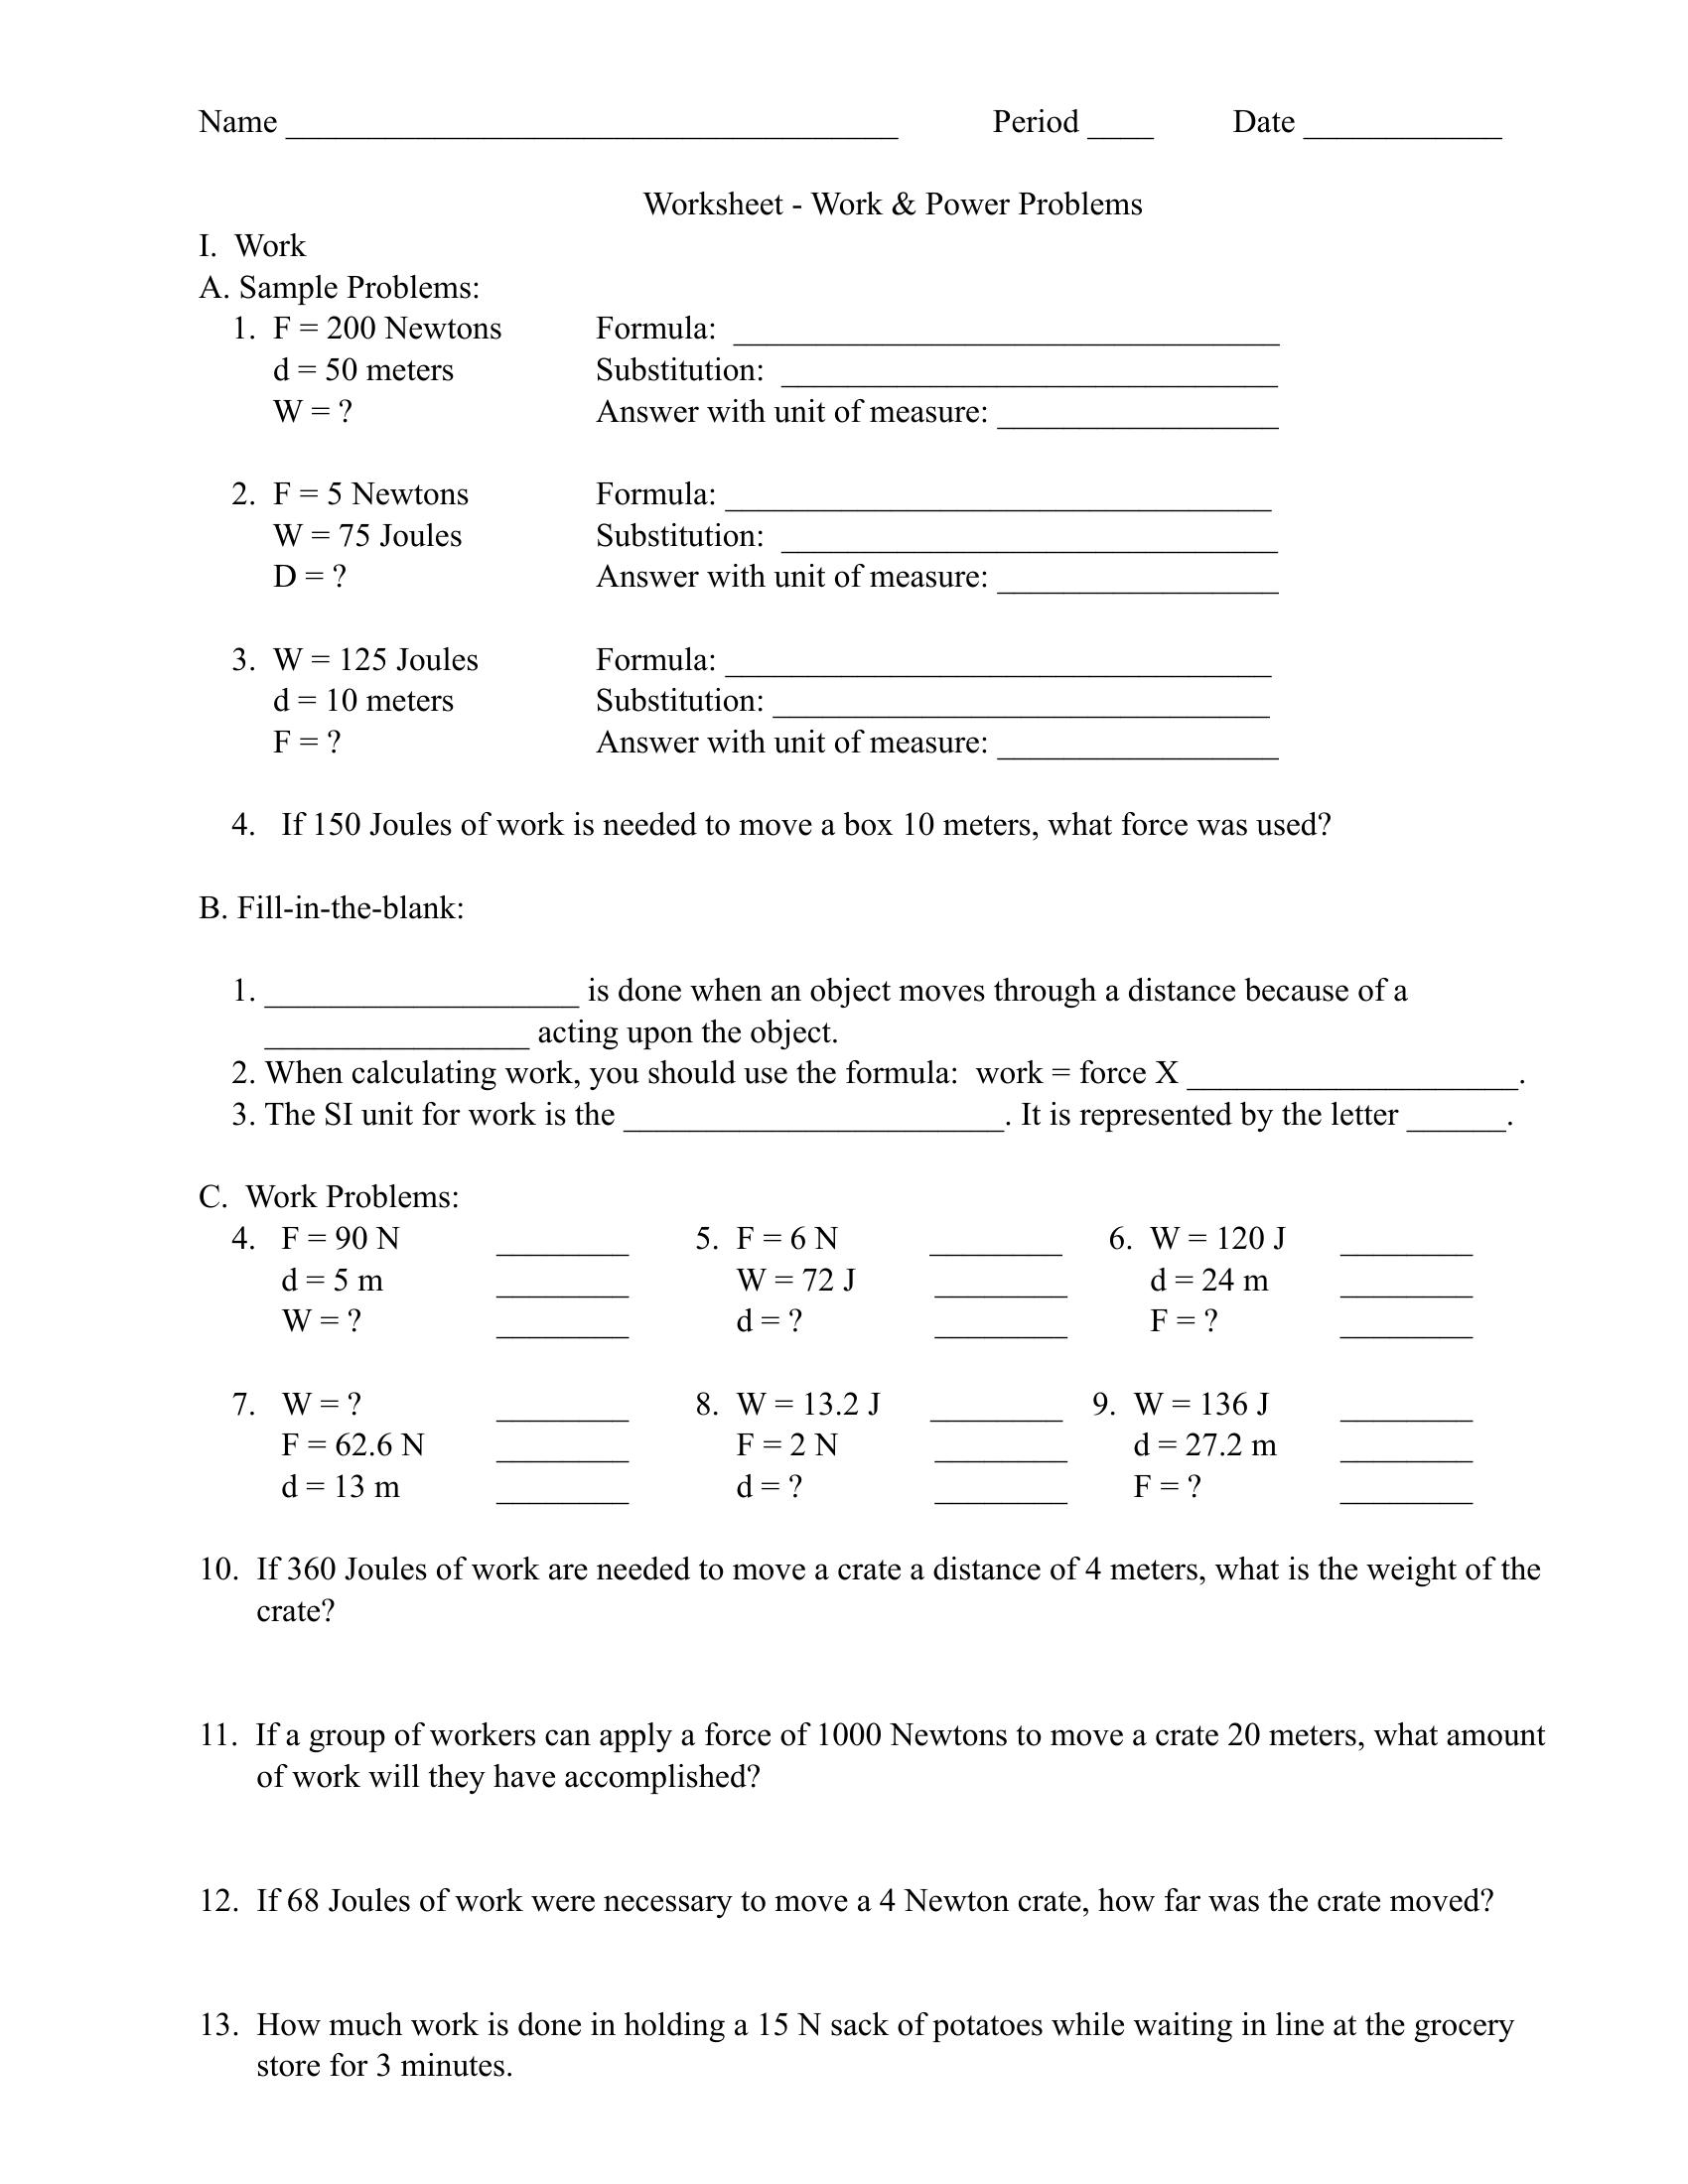 Name _____________________________________ Period ____ Date ____________
Worksheet - Work & Power Problems
I. Work
A. Sample Problems:
1. F = 200 Newtons Formula: _________________________________
d = 50 meters Substitution: ______________________________
W = ? Answer with unit of measure: _________________
2. F = 5 Newtons Formula: _________________________________
W = 75 Joules Substitution: ______________________________
D = ? Answer with unit of measure: _________________
3. W = 125 Joules Formula: _________________________________
d = 10 meters Substitution: ______________________________
F = ? Answer with unit of measure: _________________
4. If 150 Joules of work is needed to move a box 10 meters, what force was used?
B. Fill-in-the-blank:
1. ___________________ is done when an object moves through a distance because of a
________________ acting upon the object.
2. When calculating work, you should use the formula: work = force X ____________________.
3. The SI unit for work is the _______________________. It is represented by the letter ______.
C. Work Problems:
4. F = 90 N ________ 5. F = 6 N ________ 6. W = 120 J ________
d = 5 m ________ W = 72 J ________ d = 24 m ________
W = ? ________ d = ? ________ F = ? ________
7. W = ? ________ 8. W = 13.2 J ________ 9. W = 136 J ________
F = 62.6 N ________ F = 2 N ________ d = 27.2 m ________
d = 13 m ________ d = ? ________ F = ? ________
10. If 360 Joules of work are needed to move a crate a distance of 4 meters, what is the weight of the
crate?
11. If a group of workers can apply a force of 1000 Newtons to move a crate 20 meters, what amount
of work will they have accomplished?
12. If 68 Joules of work were necessary to move a 4 Newton crate, how far was the crate moved?
13. How much work is done in holding a 15 N sack of potatoes while waiting in line at the grocery
store for 3 minutes.